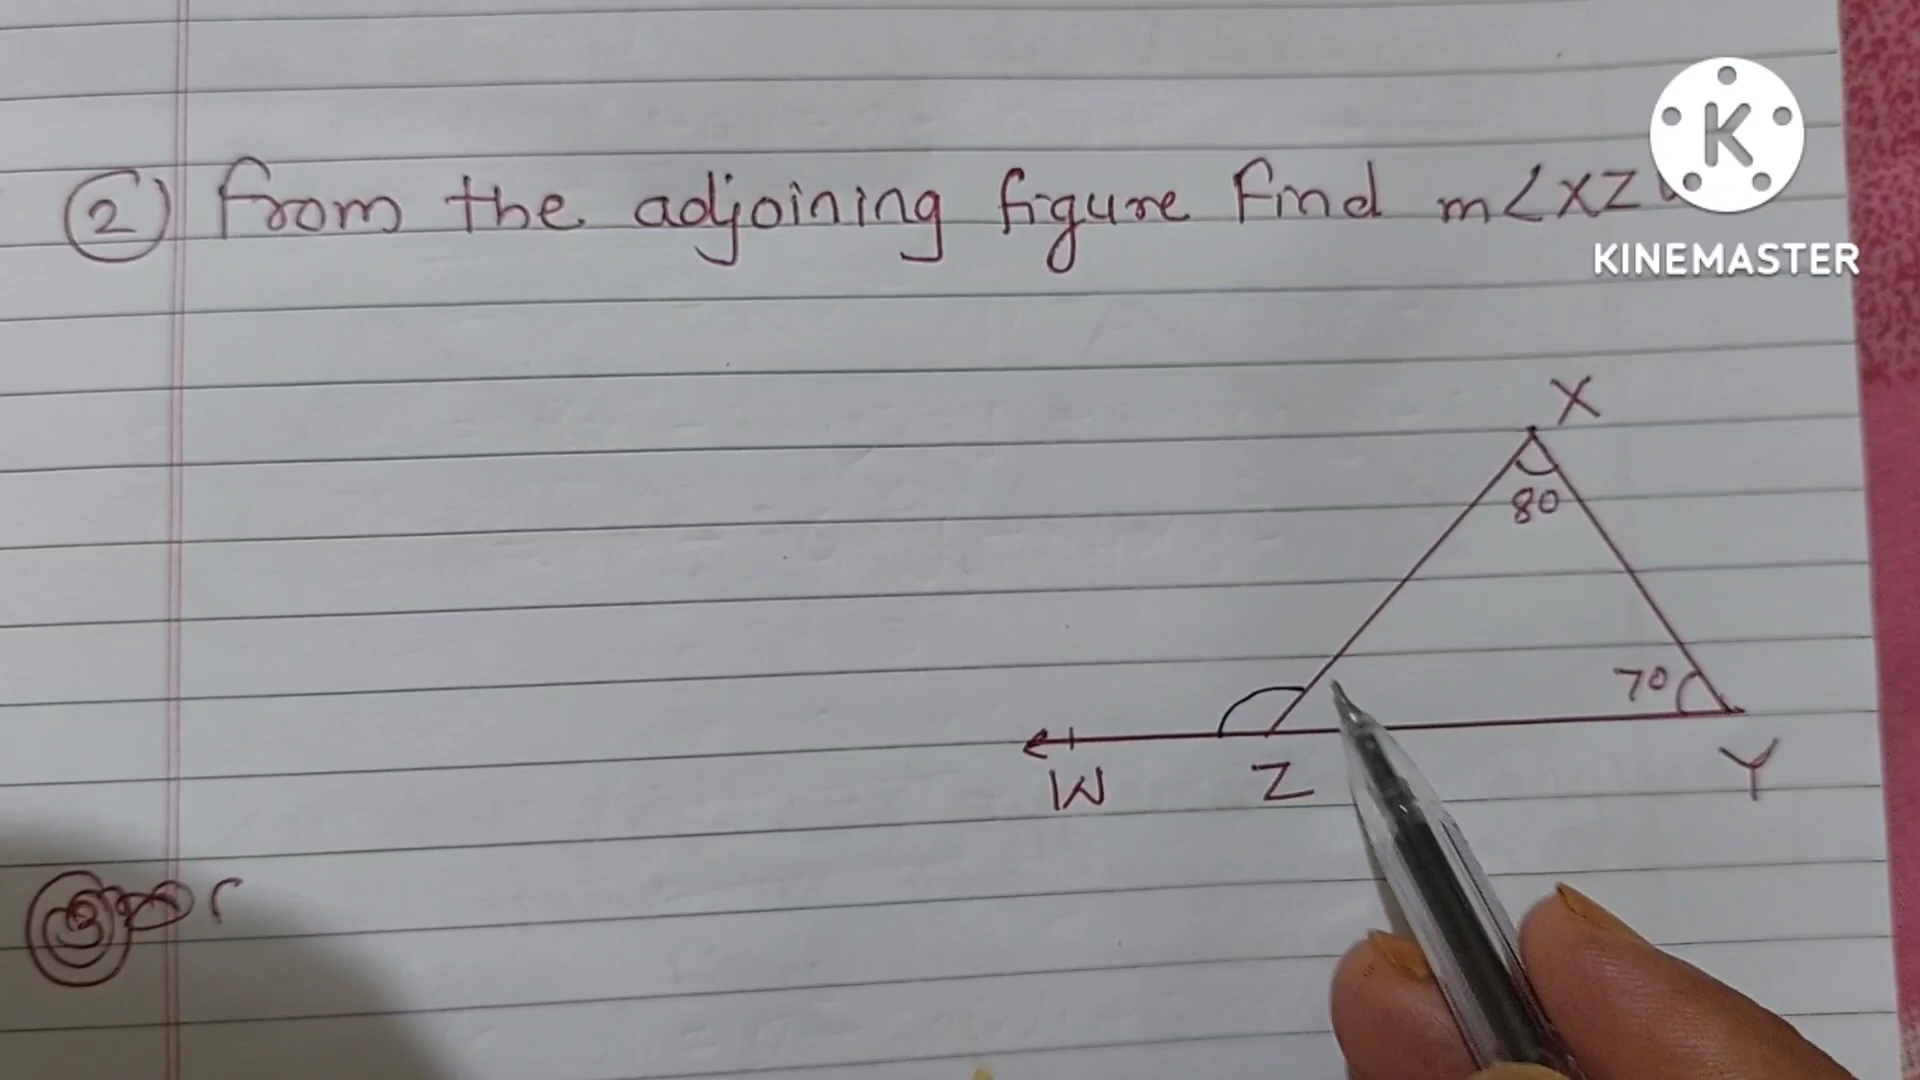 ② From the adjoining figure Find m∠XZ
K
KINEMASTER
X
80
70
W Z Y